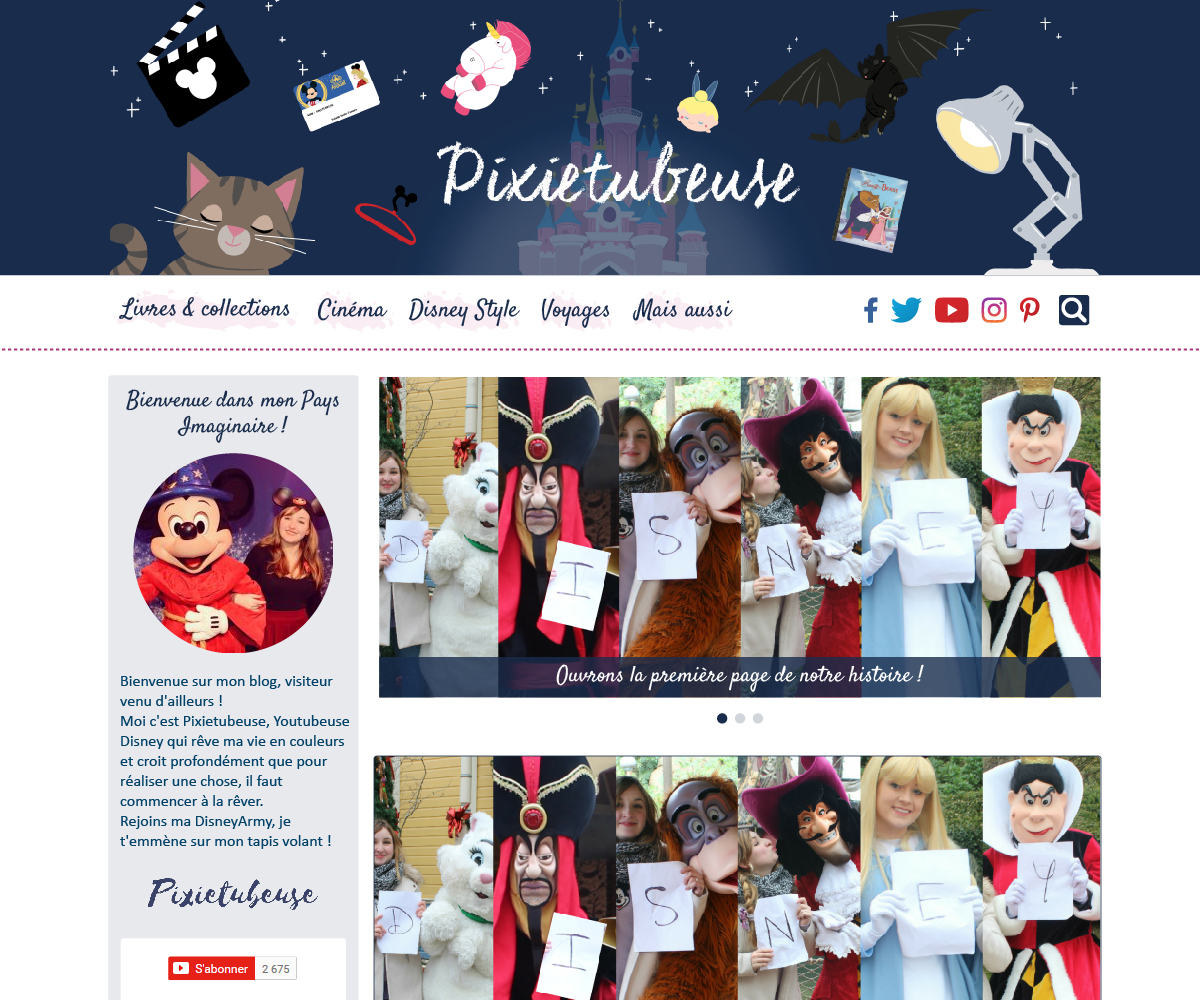 Pixietubeuse
Livres & collections
Cinéma
Disney Style
Voyages
Mais aussi
Bienvenue dans mon Pays
Imaginaire !
D
I
S
N
E
Y
Ouvrons la première page de notre histoire !
Bienvenue sur mon blog, visiteur
venu d'ailleurs !
Moi c'est Pixietubeuse, Youtubeuse
Disney qui rêve ma vie en couleurs
et croit profondément que pour
réaliser une chose, il faut
commencer à la rêver.
Rejoins ma DisneyArmy, je
t'emmène sur mon tapis volant !
Pixietubeuse
S'abonner 2 675
D
I
S
N
E
Y